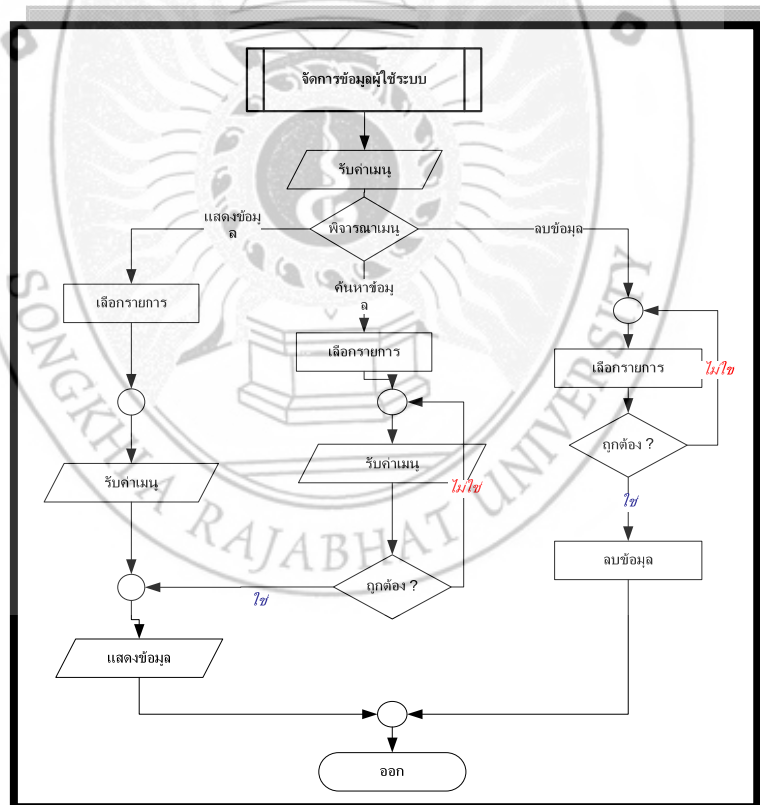 จัดการข้อมูลผู้ใช้ระบบ
รับค่าเมนู
พิจารณาเมนู
แสดงข้อมู
ล
ลบข้อมูล
ค้นหาข้อมู
ล
เลือกรายการ
เลือกรายการ
เลือกรายการ
ไม่ใช่
ถูกต้อง ?
รับค่าเมนู
รับค่าเมนู
ไม่ใช่
ใช่
ลบข้อมูล
ถูกต้อง ?
ใช่
แสดงข้อมูล
ออก
SONGKHLA RAJABHAT UNIVERSITY